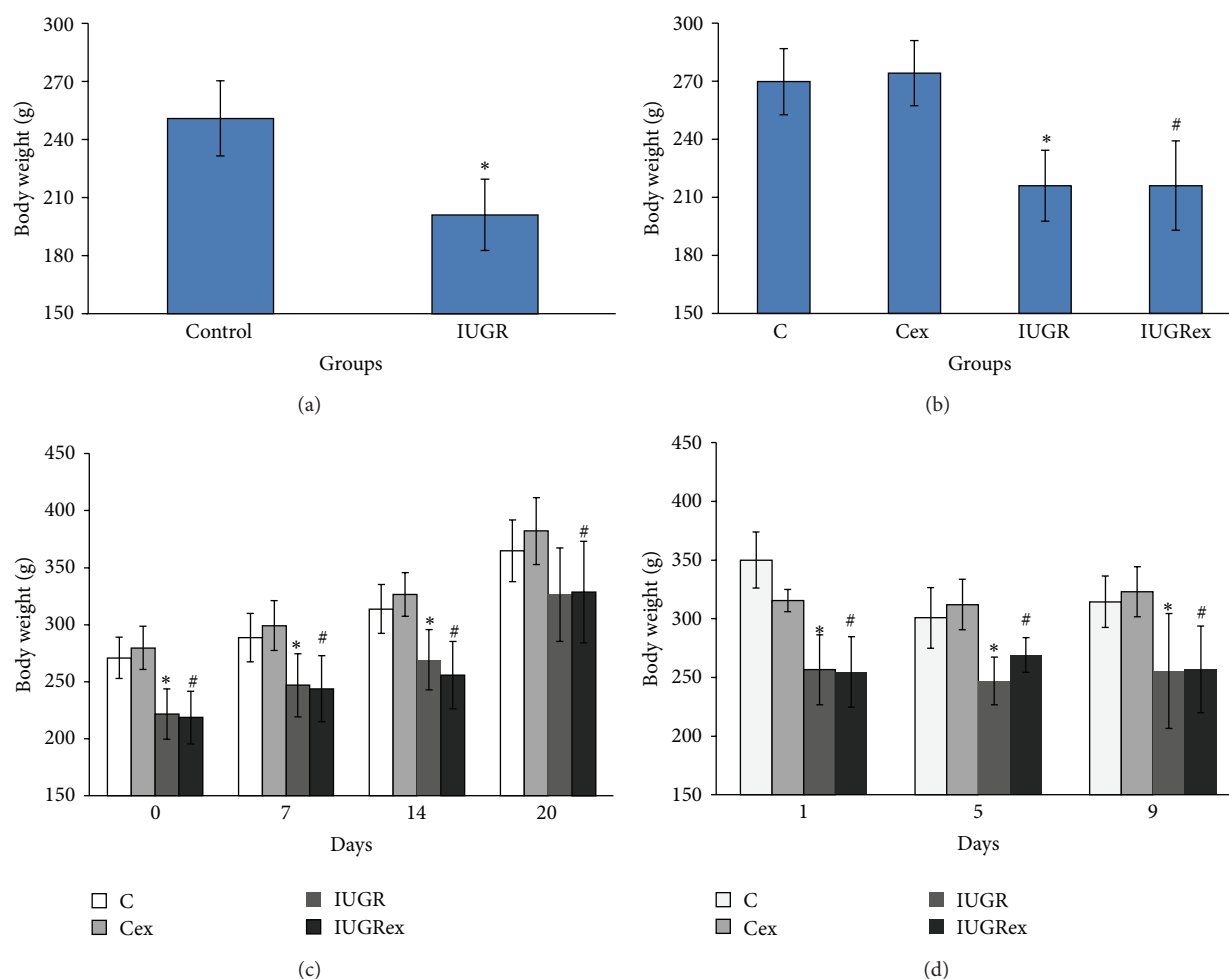 300
270
240
210
180
150
Body weight (g)
*
Control
IUGR
Groups
(a)
300
270
240
210
180
150
Body weight (g)
*
#
C
Cex
IUGR
IUGRex
Groups
(b)
450
400
350
300
250
200
150
Body weight (g)
* #
* #
* #
#
0 7 14 20
Days
C
IUGR
Cex
IUGRex
(c)
450
400
350
300
250
200
150
Body weight (g)
* #
* #
* #
1 5 9
Days
C
IUGR
Cex
IUGRex
(d)